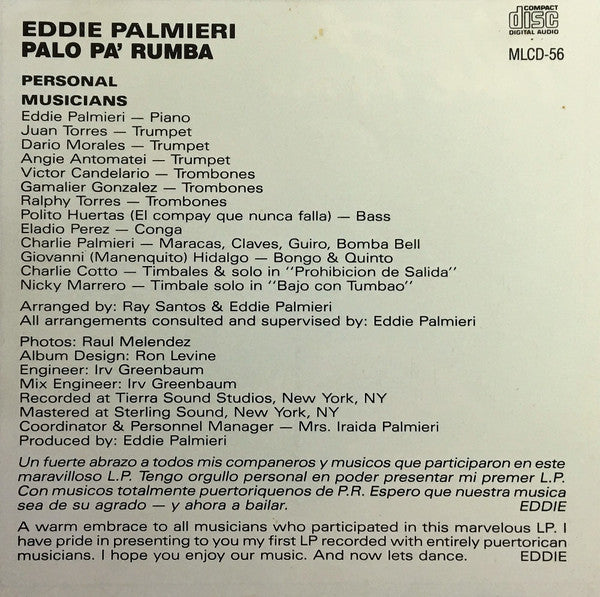 EDDIE PALMIERI
PALO PA' RUMBA
COMPACT
disc
DIGITAL AUDIO
MLCD-56
PERSONAL
MUSICIANS
Eddie Palmieri — Piano
Juan Torres — Trumpet
Dario Morales — Trumpet
Angie Antomatei — Trumpet
Victor Candelario — Trombones
Gamalier Gonzalez — Trombones
Ralphy Torres — Trombones
Polito Huertas (El compay que nunca falla) — Bass
Eladio Perez — Conga
Charlie Palmieri — Maracas, Claves, Guiro, Bomba Bell
Giovanni (Manenquito) Hidalgo — Bongo & Quinto
Charlie Cotto — Timbales & solo in "Prohibicion de Salida"
Nicky Marrero — Timbale solo in "Bajo con Tumbao"
Arranged by: Ray Santos & Eddie Palmieri
All arrangements consulted and supervised by: Eddie Palmieri
Photos: Raul Melendez
Album Design: Ron Levine
Engineer: Irv Greenbaum
Mix Engineer: Irv Greenbaum
Recorded at Tierra Sound Studios, New York, NY
Mastered at Sterling Sound, New York, NY
Coordinator & Personnel Manager — Mrs. Iraida Palmieri
Produced by: Eddie Palmieri
Un fuerte abrazo a todos mis companeros y musicos que participaron en este
maravilloso L.P. Tengo orgullo personal en poder presentar mi premer L.P.
Con musicos totalmente puertoriquenos de P.R. Espero que nuestra musica
sea de su agrado — y ahora a bailar. EDDIE
A warm embrace to all musicians who participated in this marvelous LP. I
have pride in presenting to you my first LP recorded with entirely puertorican
musicians. I hope you enjoy our music. And now lets dance. EDDIE